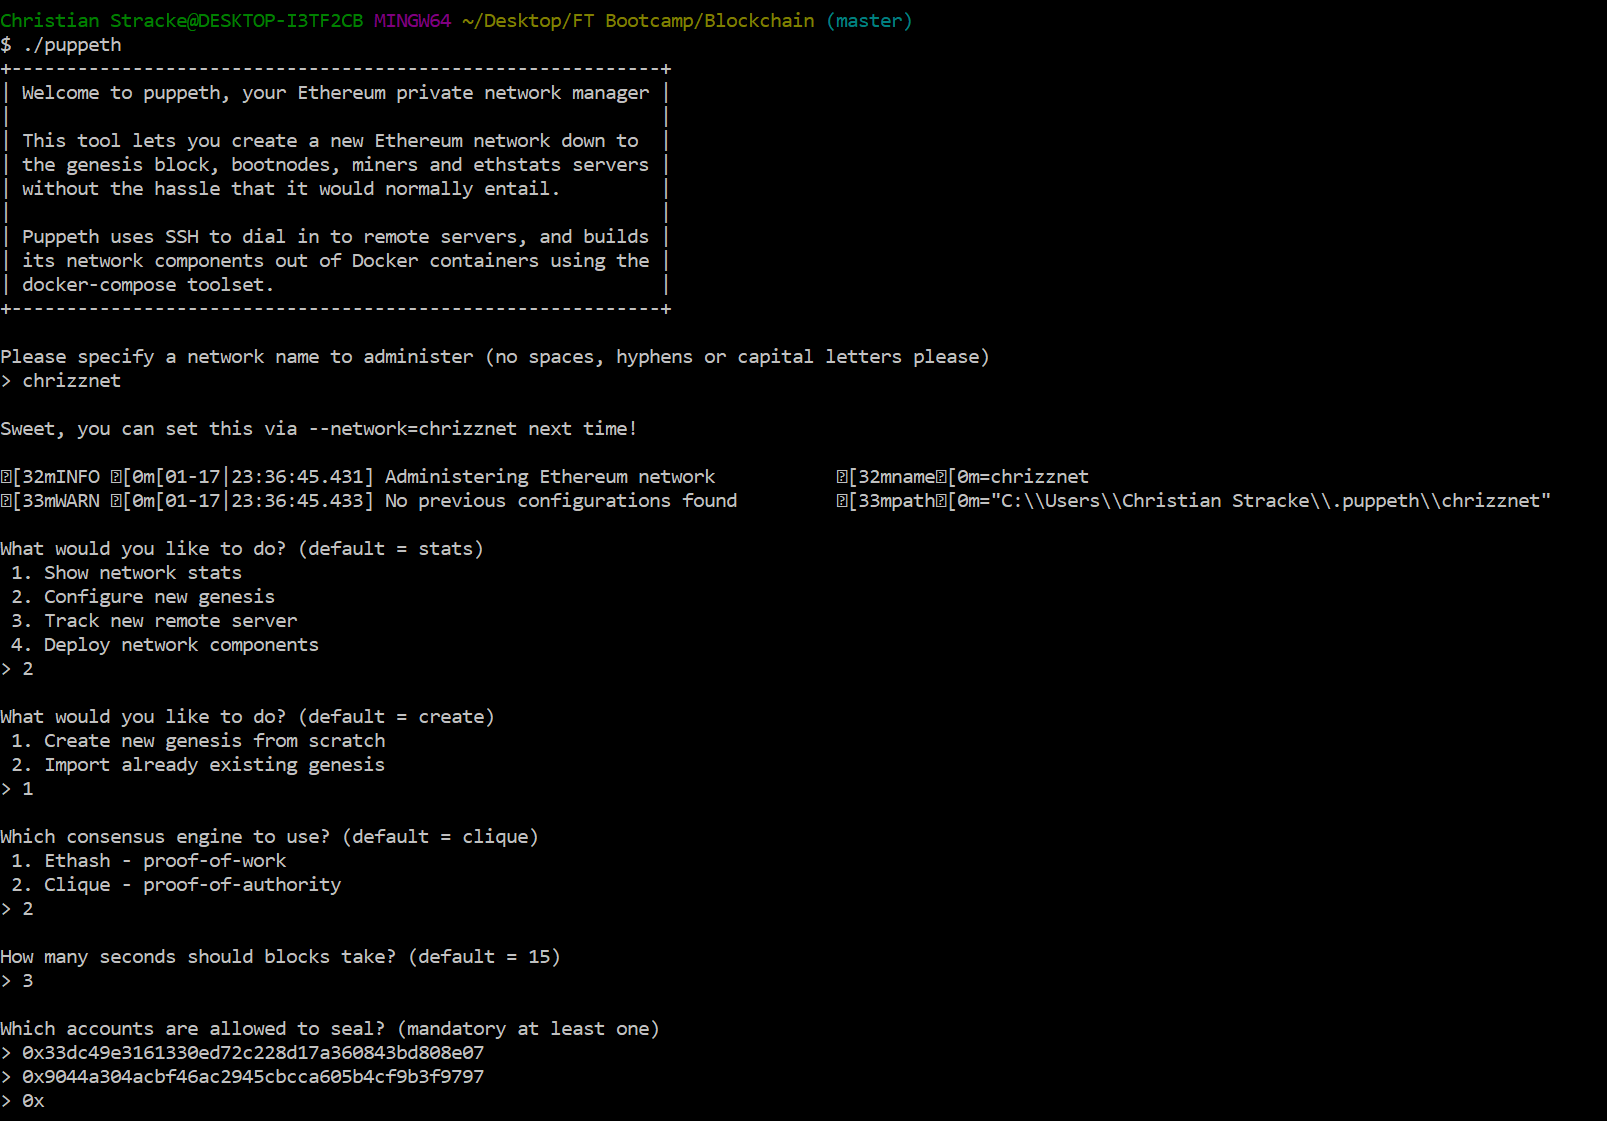 Christian Stracke@DESKTOP-I3TF2CB MINGW64 ~/Desktop/FT Bootcamp/Blockchain (master)
$ ./puppeth
+-----------------------------------------------------------+
| Welcome to puppeth, your Ethereum private network manager |
|                                                           |
| This tool lets you create a new Ethereum network down to  |
| the genesis block, bootnodes, miners and ethstats servers |
| without the hassle that it would normally entail.         |
|                                                           |
| Puppeth uses SSH to dial in to remote servers, and builds |
| its network components out of Docker containers using the |
| docker-compose toolset.                                   |
+-----------------------------------------------------------+
Please specify a network name to administer (no spaces, hyphens or capital letters please)
> chrizznet
Sweet, you can set this via --network=chrizznet next time!
[32mINFO [0m[01-17|23:36:45.431] Administering Ethereum network           [32mname[0m=chrizznet
[33mWARN [0m[01-17|23:36:45.433] No previous configurations found         [33mpath[0m="C:\\Users\\Christian Stracke\\.puppeth\\chrizznet"
What would you like to do? (default = stats)
 1. Show network stats
 2. Configure new genesis
 3. Track new remote server
 4. Deploy network components
> 2
What would you like to do? (default = create)
 1. Create new genesis from scratch
 2. Import already existing genesis
> 1
Which consensus engine to use? (default = clique)
 1. Ethash - proof-of-work
 2. Clique - proof-of-authority
> 2
How many seconds should blocks take? (default = 15)
> 3
Which accounts are allowed to seal? (mandatory at least one)
> 0x33dc49e3161330ed72c228d17a360843bd808e07
> 0x9044a304acbf46ac2945cbcca605b4cf9b3f9797
> 0x